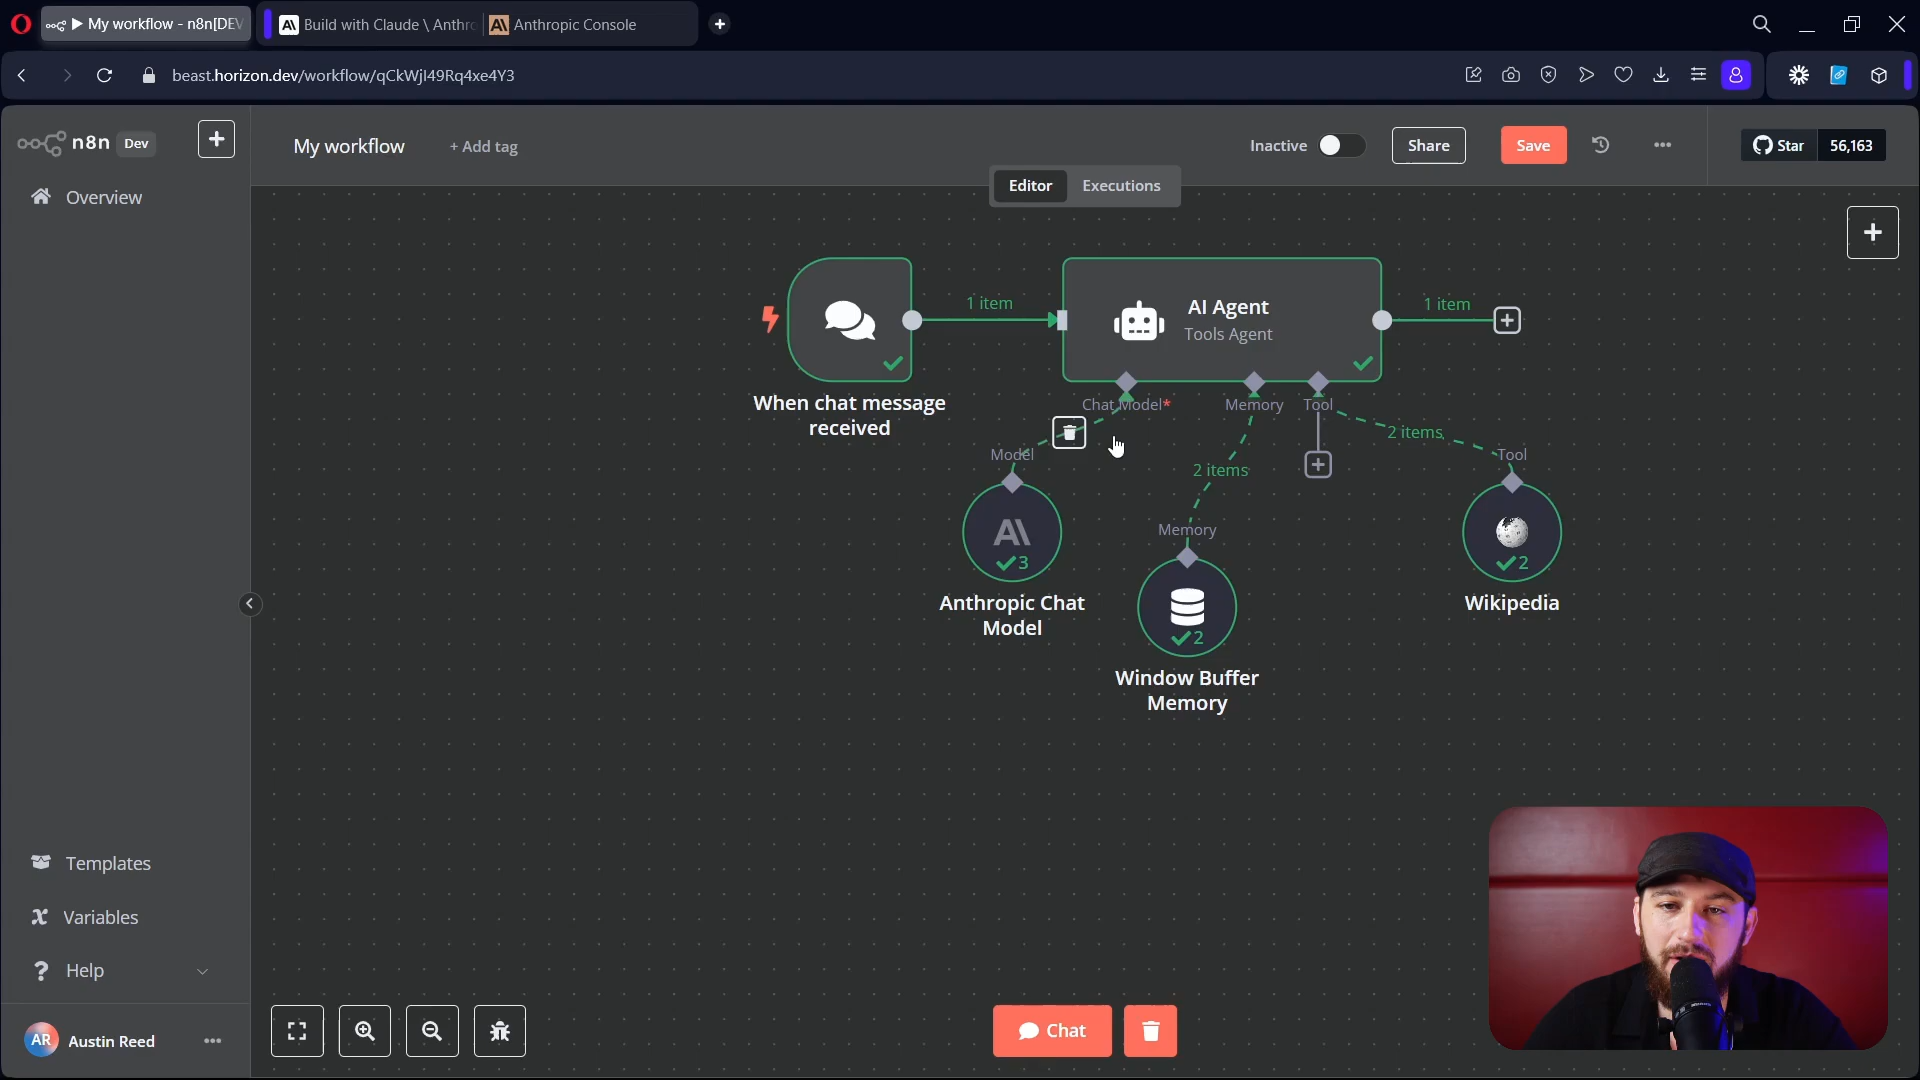 My workflow - n8n[DEV
Build with Claude \ Anthro
Anthropic Console
beast.horizon.dev/workflow/qCkWjl49Rq4xe4Y3
n8n Dev
My workflow
+ Add tag
Inactive
Share
Save
Star 56,163
Editor
Executions
Overview
1 item
AI Agent
Tools Agent
1 item
When chat message
received
Chat Model*
Memory
Tool
2 items
Model
2 items
Tool
3
Memory
2
Anthropic Chat
Model
Wikipedia
2
Window Buffer
Memory
Templates
Variables
Help
AR Austin Reed
Chat